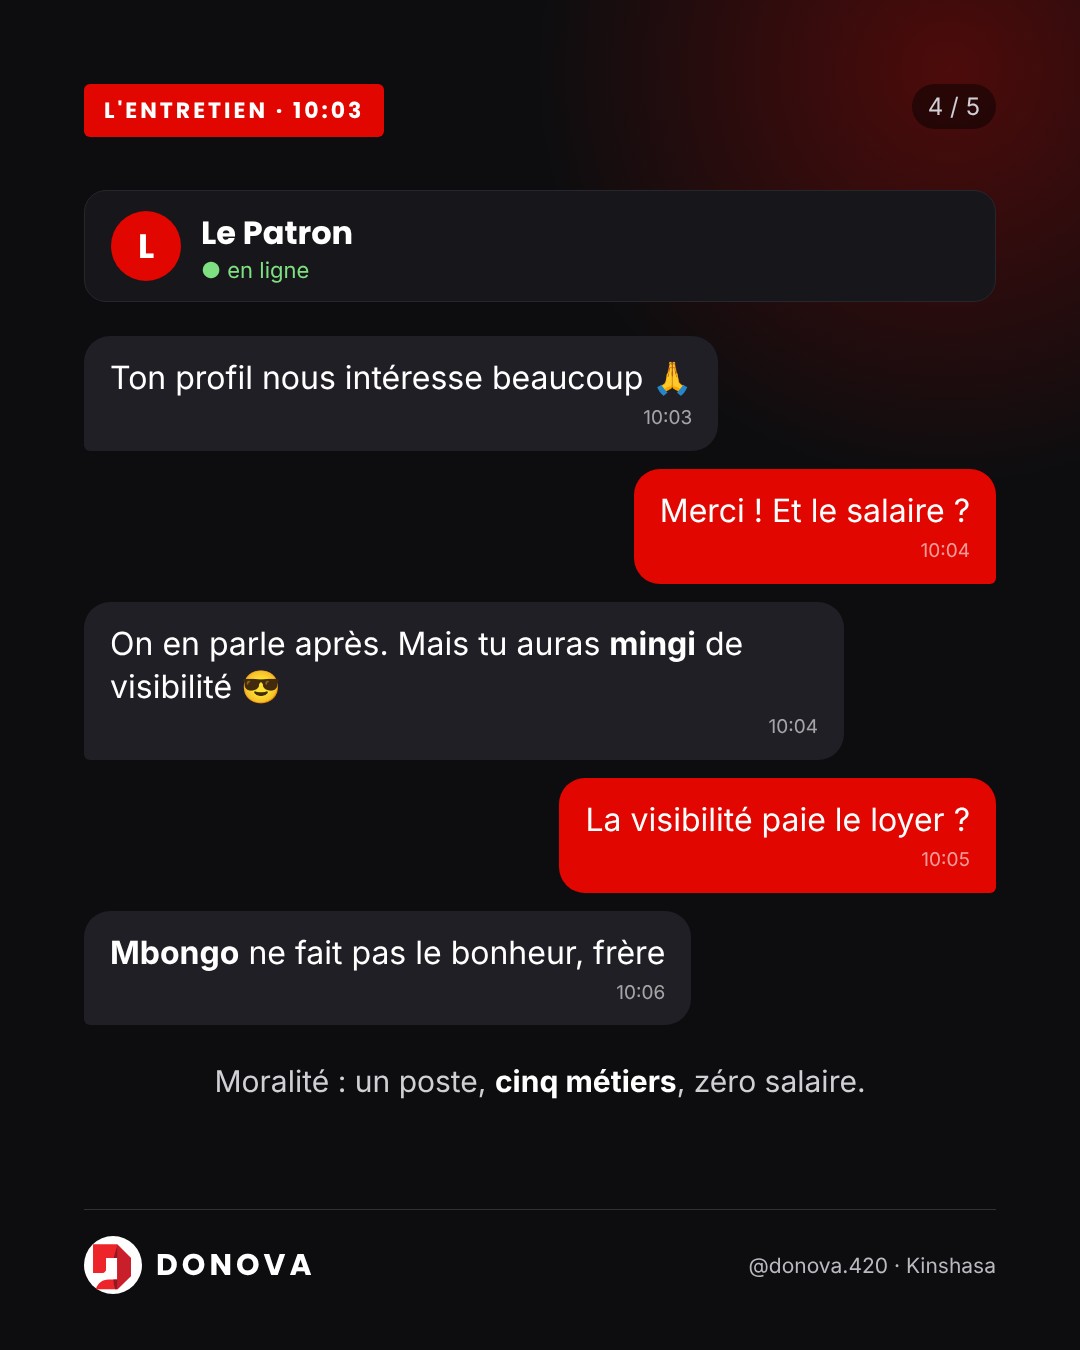 L'ENTRETIEN · 10:03
4 / 5
L
Le Patron
en ligne
Ton profil nous intéresse beaucoup 🙏
10:03
Merci ! Et le salaire ?
10:04
On en parle après. Mais tu auras mingi de
visibilité 😎
10:04
La visibilité paie le loyer ?
10:05
Mbongo ne fait pas le bonheur, frère
10:06
Moralité : un poste, cinq métiers, zéro salaire.
DONOVA
@donova.420 · Kinshasa